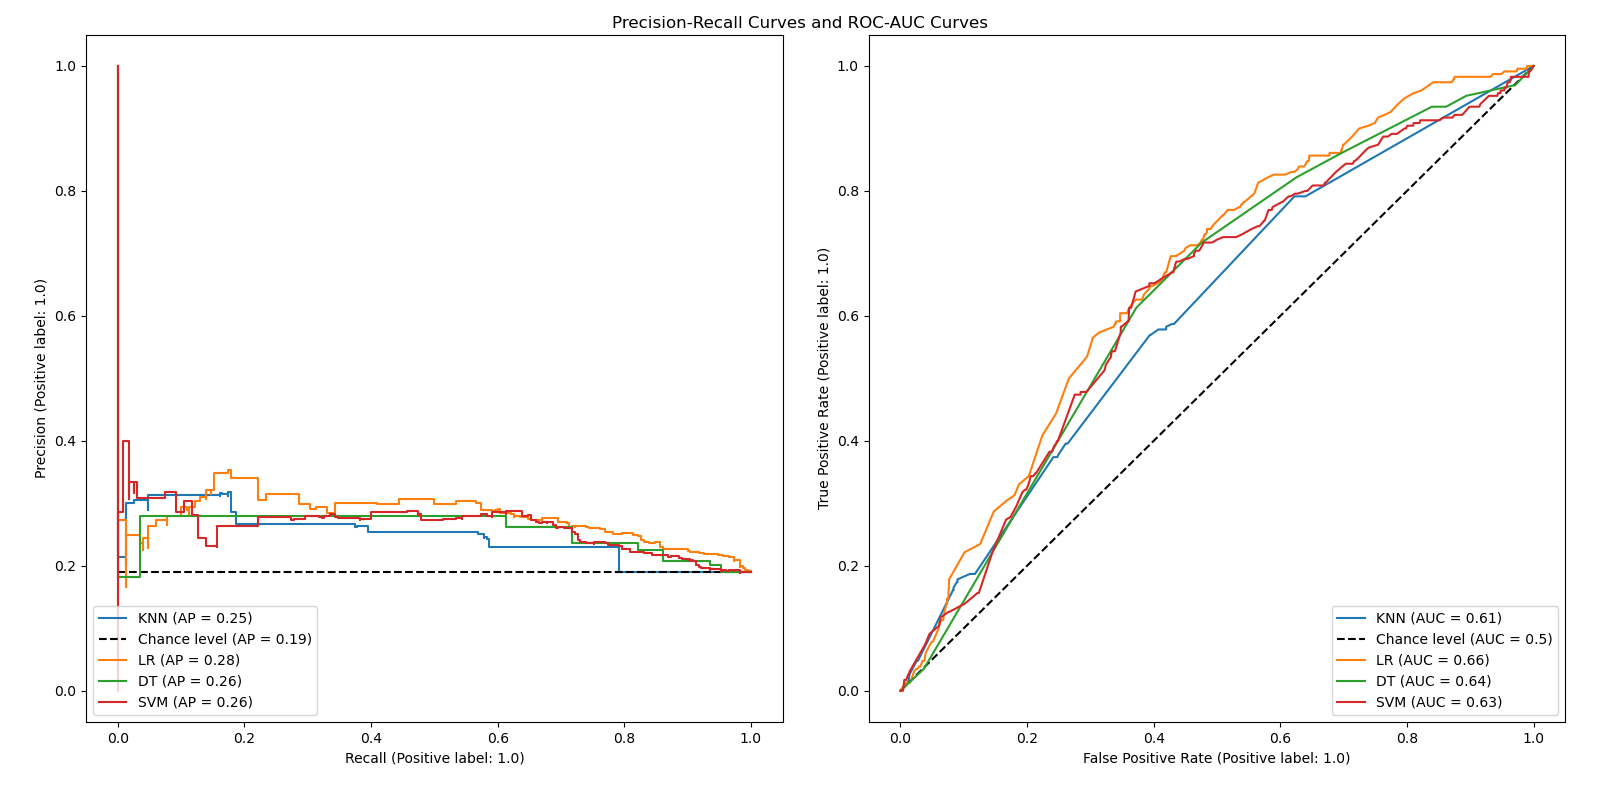 Precision-Recall Curves and ROC-AUC Curves
Precision (Positive label: 1.0)
1.0
0.8
0.6
0.4
0.2
0.0
KNN (AP = 0.25)
Chance level (AP = 0.19)
LR (AP = 0.28)
DT (AP = 0.26)
SVM (AP = 0.26)
0.0 0.2 0.4 0.6 0.8 1.0
Recall (Positive label: 1.0)
True Positive Rate (Positive label: 1.0)
1.0
0.8
0.6
0.4
0.2
0.0
KNN (AUC = 0.61)
Chance level (AUC = 0.5)
LR (AUC = 0.66)
DT (AUC = 0.64)
SVM (AUC = 0.63)
0.0 0.2 0.4 0.6 0.8 1.0
False Positive Rate (Positive label: 1.0)